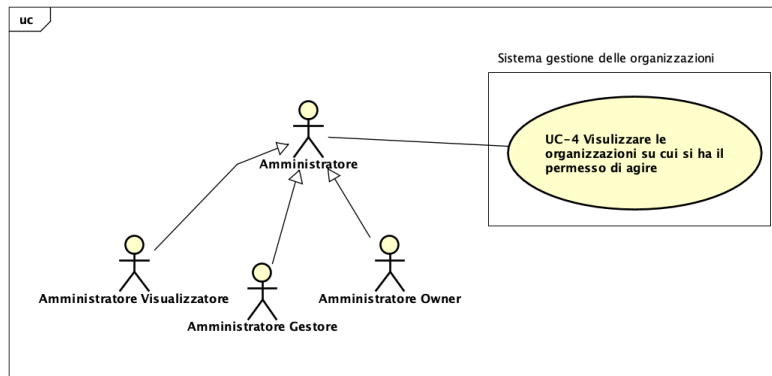 uc
Sistema gestione delle organizzazioni
UC-4 Visulizzare le
organizzazioni su cui si ha il
permesso di agire
Amministratore
Amministratore Visualizzatore
Amministratore Owner
Amministratore Gestore